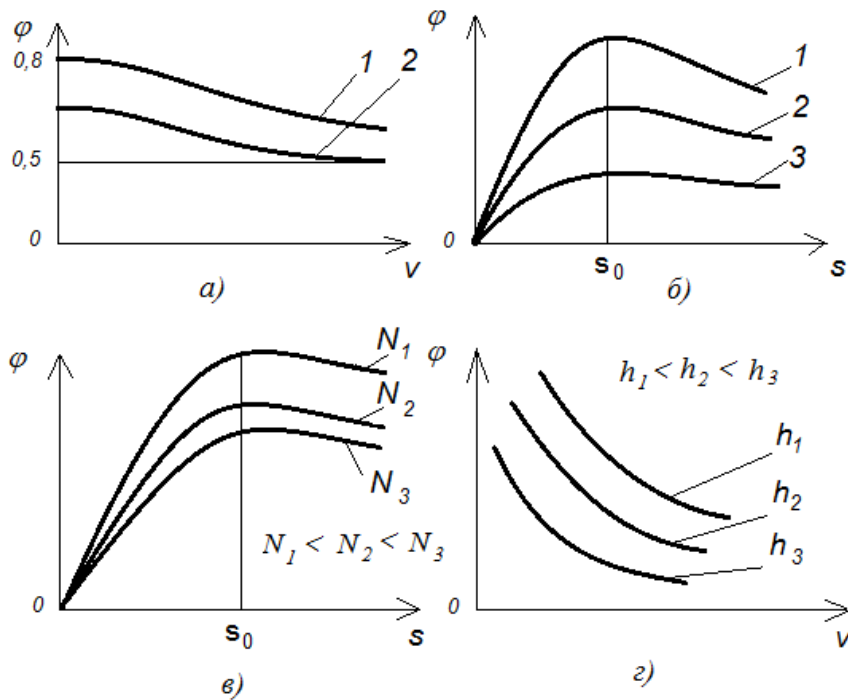 φ
0,8
0,5
0
1 2
v
а)
φ
1
2
3
0
s0
s
б)
φ
N1
N2
N3
N1 < N2 < N3
0
s0
s
в)
φ
h1 < h2 < h3
h1
h2
h3
0
v
г)